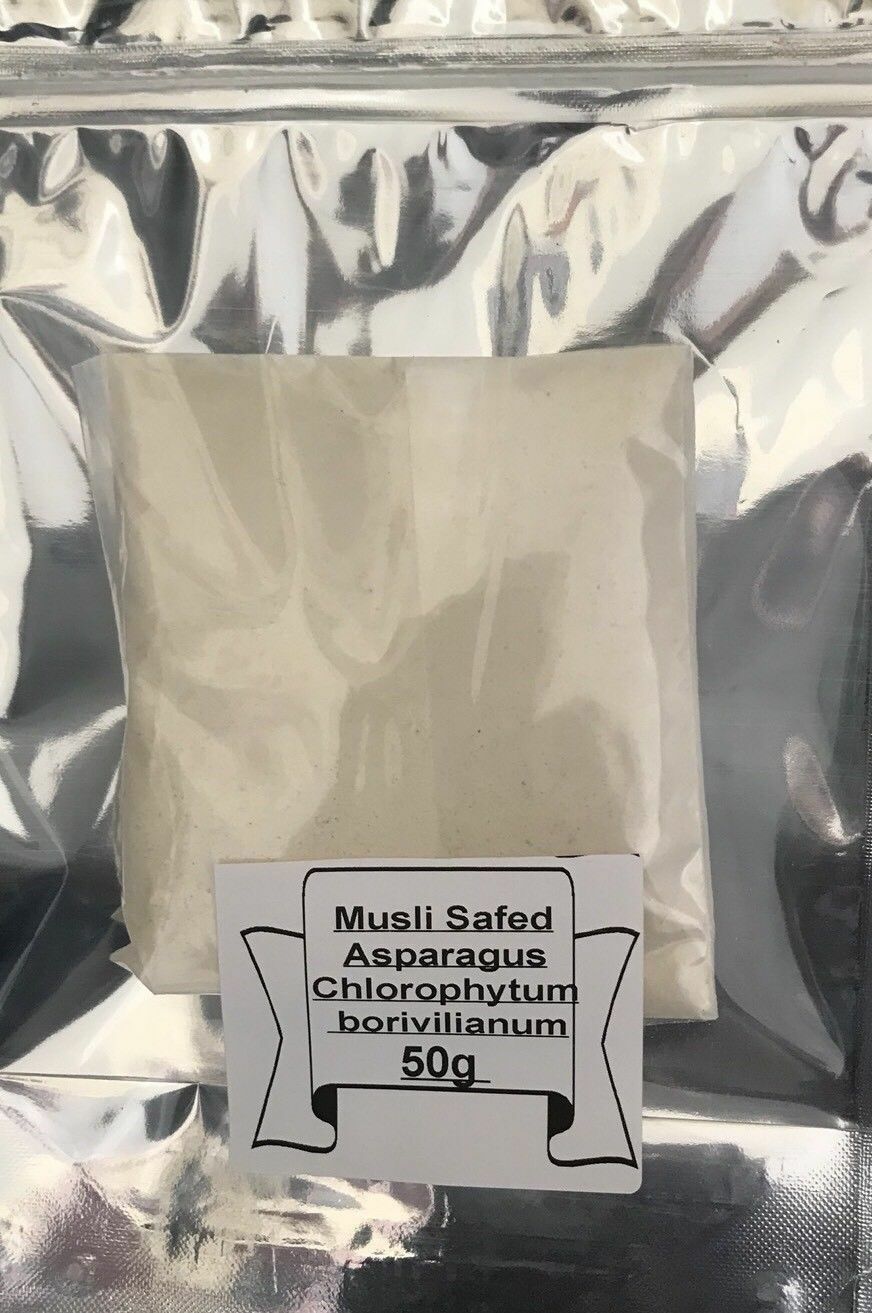 Musli Safed
Asparagus
Chlorophytum
borivilianum
50g